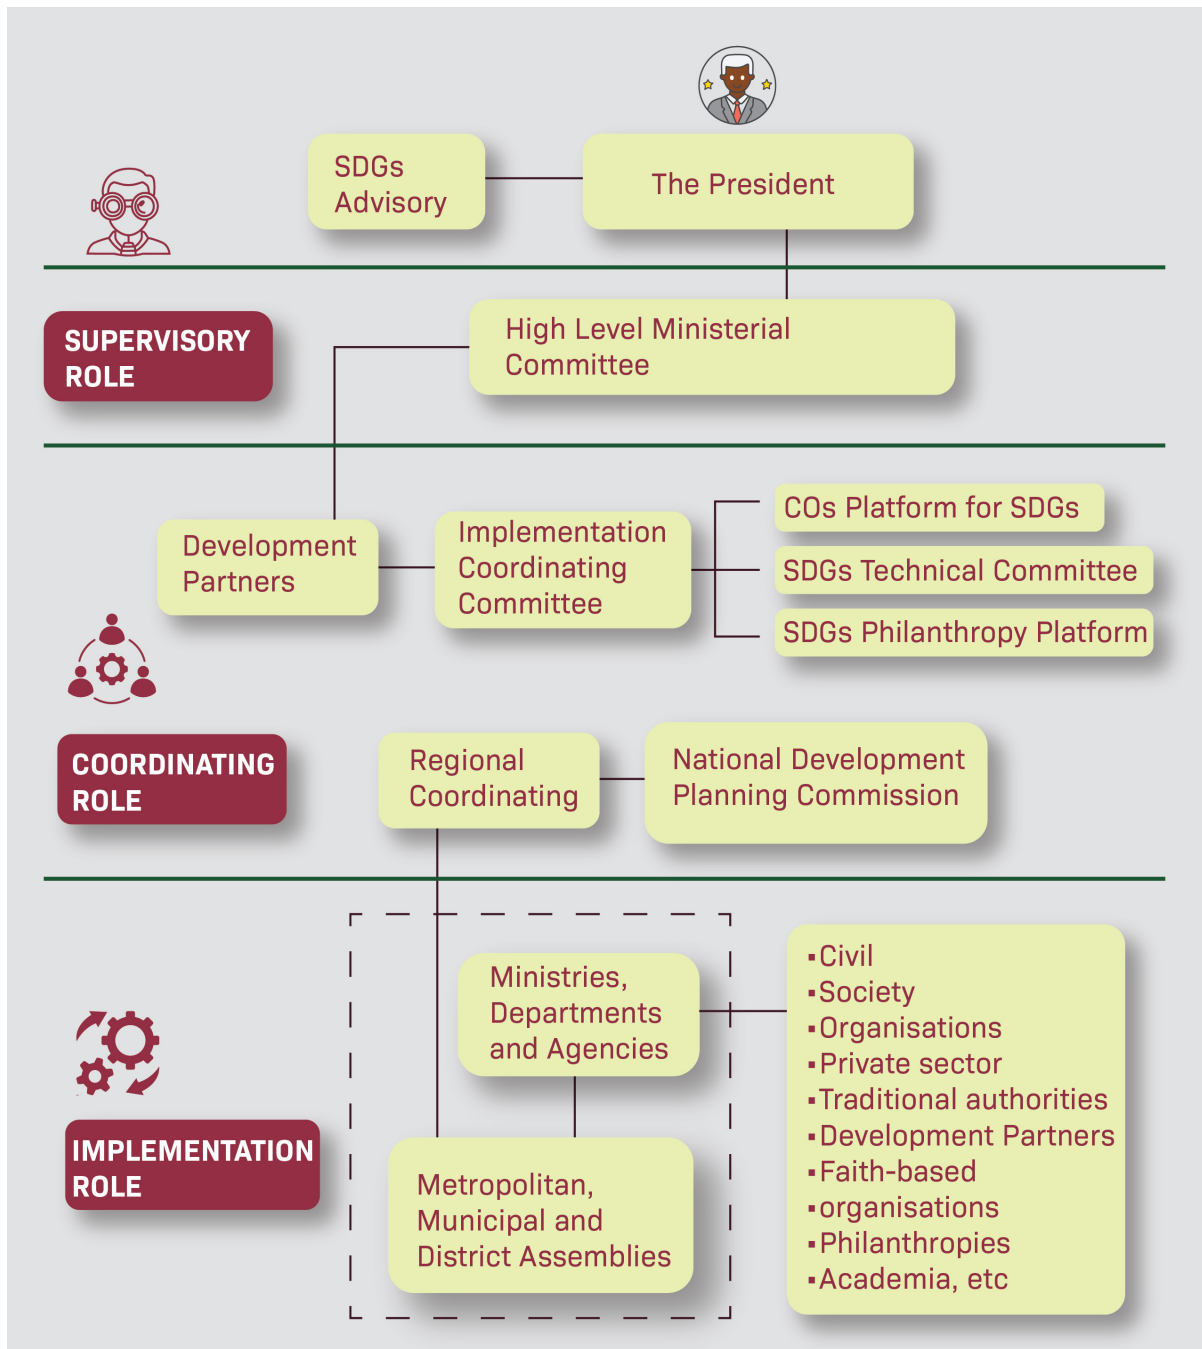 SDGs
Advisory
The President
SUPERVISORY
ROLE
High Level Ministerial
Committee
Development
Partners
Implementation
Coordinating
Committee
COs Platform for SDGs
SDGs Technical Committee
SDGs Philanthropy Platform
COORDINATING
ROLE
Regional
Coordinating
National Development
Planning Commission
IMPLEMENTATION
ROLE
Ministries,
Departments
and Agencies
Metropolitan,
Municipal and
District Assemblies
▪Civil
▪Society
▪Organisations
▪Private sector
▪Traditional authorities
▪Development Partners
▪Faith-based
▪organisations
▪Philanthropies
▪Academia, etc